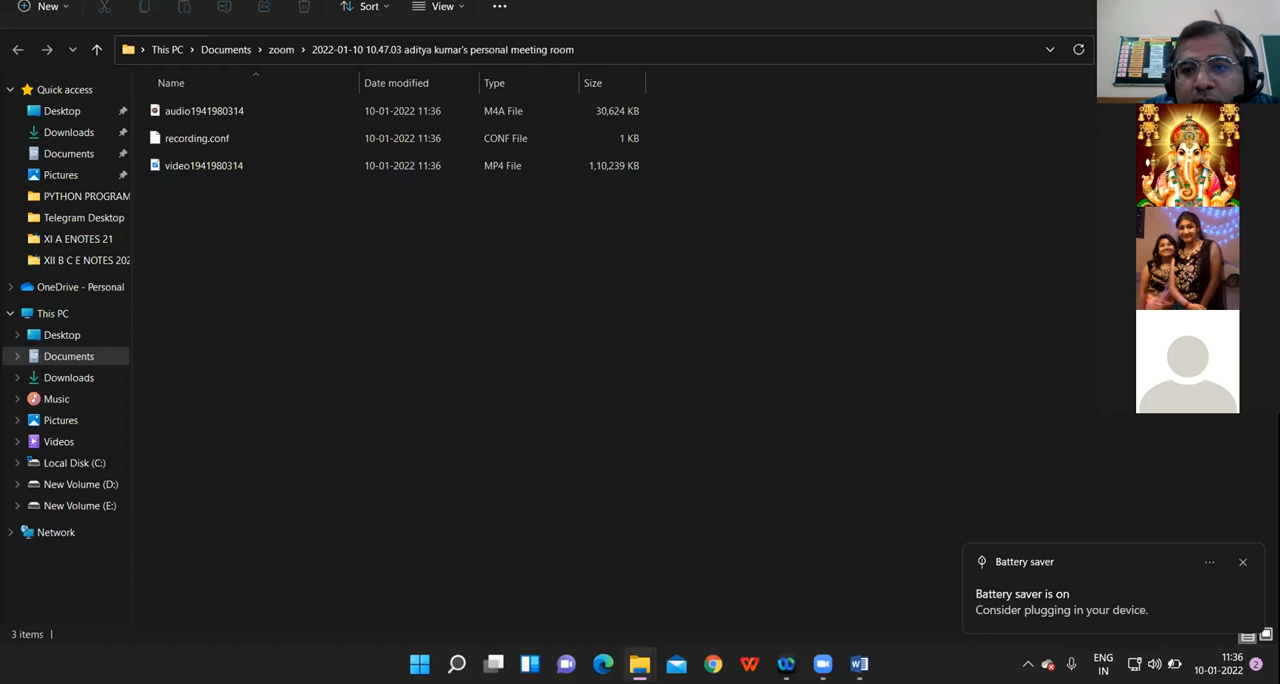 New
Sort
View
This PC > Documents > zoom > 2022-01-10 10.47.03 aditya kumar's personal meeting room
Name Date modified Type Size
audio1941980314 10-01-2022 11:36 M4A File 30,624 KB
recording.conf 10-01-2022 11:36 CONF File 1 KB
video1941980314 10-01-2022 11:36 MP4 File 1,10,239 KB
Quick access
Desktop
Downloads
Documents
Pictures
PYTHON PROGRAM
Telegram Desktop
XI A ENOTES 21
XII B C E NOTES 202
OneDrive - Personal
This PC
Desktop
Documents
Downloads
Music
Pictures
Videos
Local Disk (C:)
New Volume (D:)
New Volume (E:)
Network
Battery saver
Battery saver is on
Consider plugging in your device.
3 items
ENG
IN
11:36
10-01-2022
2